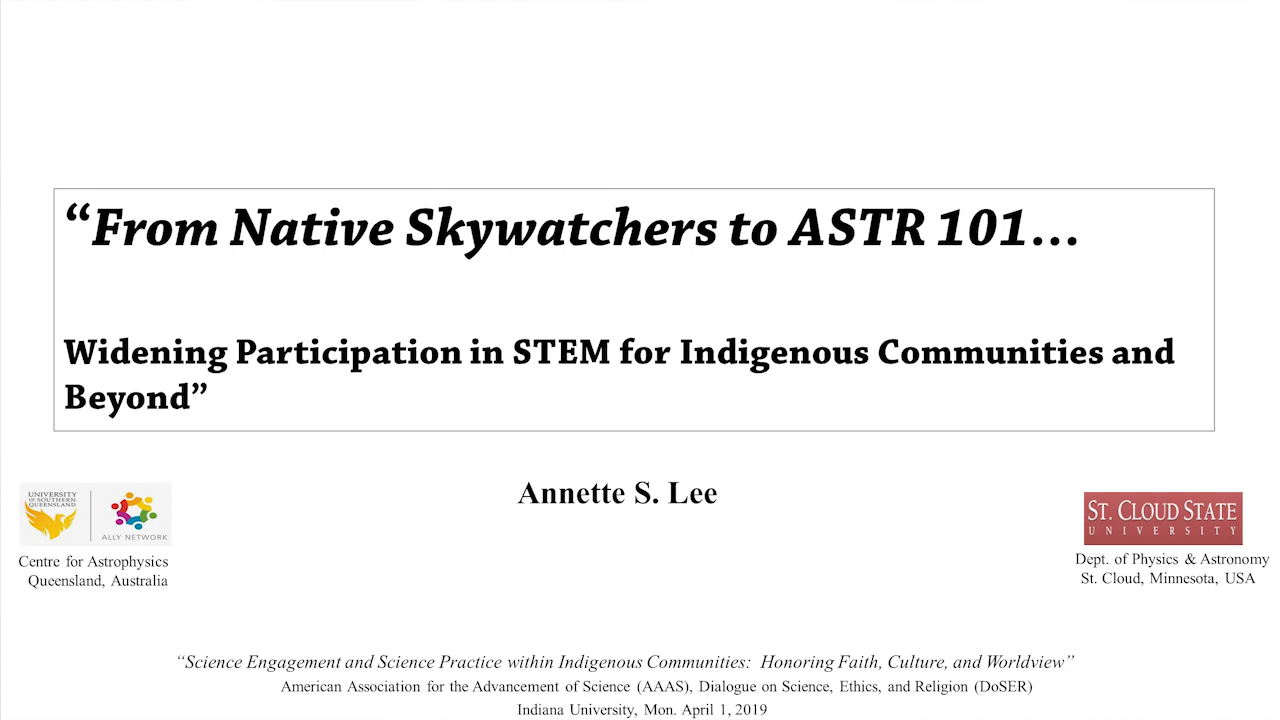 “From Native Skywatchers to ASTR 101...
Widening Participation in STEM for Indigenous Communities and
Beyond”
Annette S. Lee
UNIVERSITY
OF SOUTHERN
QUEENSLAND
ALLY NETWORK
Centre for Astrophysics
Queensland, Australia
ST. CLOUD STATE
UNIVERSITY
Dept. of Physics & Astronomy
St. Cloud, Minnesota, USA
“Science Engagement and Science Practice within Indigenous Communities: Honoring Faith, Culture, and Worldview”
American Association for the Advancement of Science (AAAS), Dialogue on Science, Ethics, and Religion (DoSER)
Indiana University, Mon. April 1, 2019